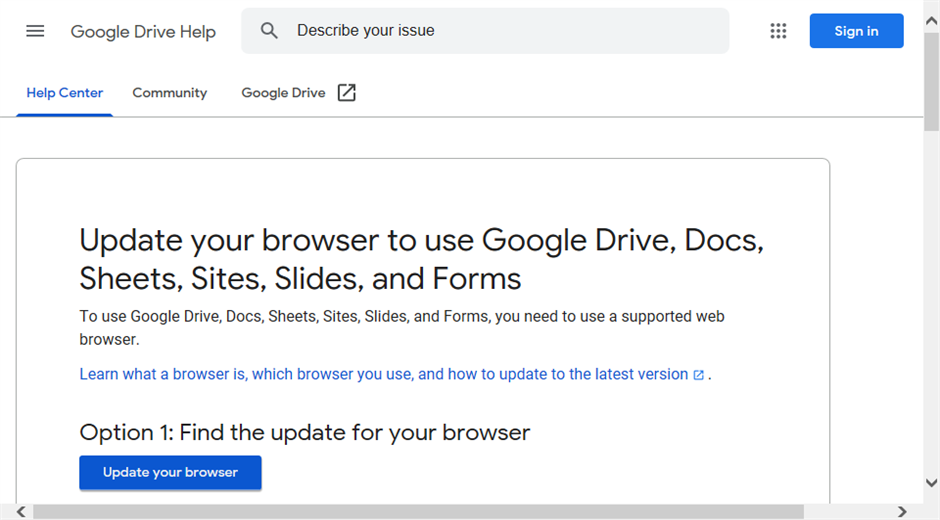 Google Drive Help
Describe your issue
Sign in
Help Center
Community
Google Drive
Update your browser to use Google Drive, Docs,
Sheets, Sites, Slides, and Forms
To use Google Drive, Docs, Sheets, Sites, Slides, and Forms, you need to use a supported web
browser.
Learn what a browser is, which browser you use, and how to update to the latest version .
Option 1: Find the update for your browser
Update your browser